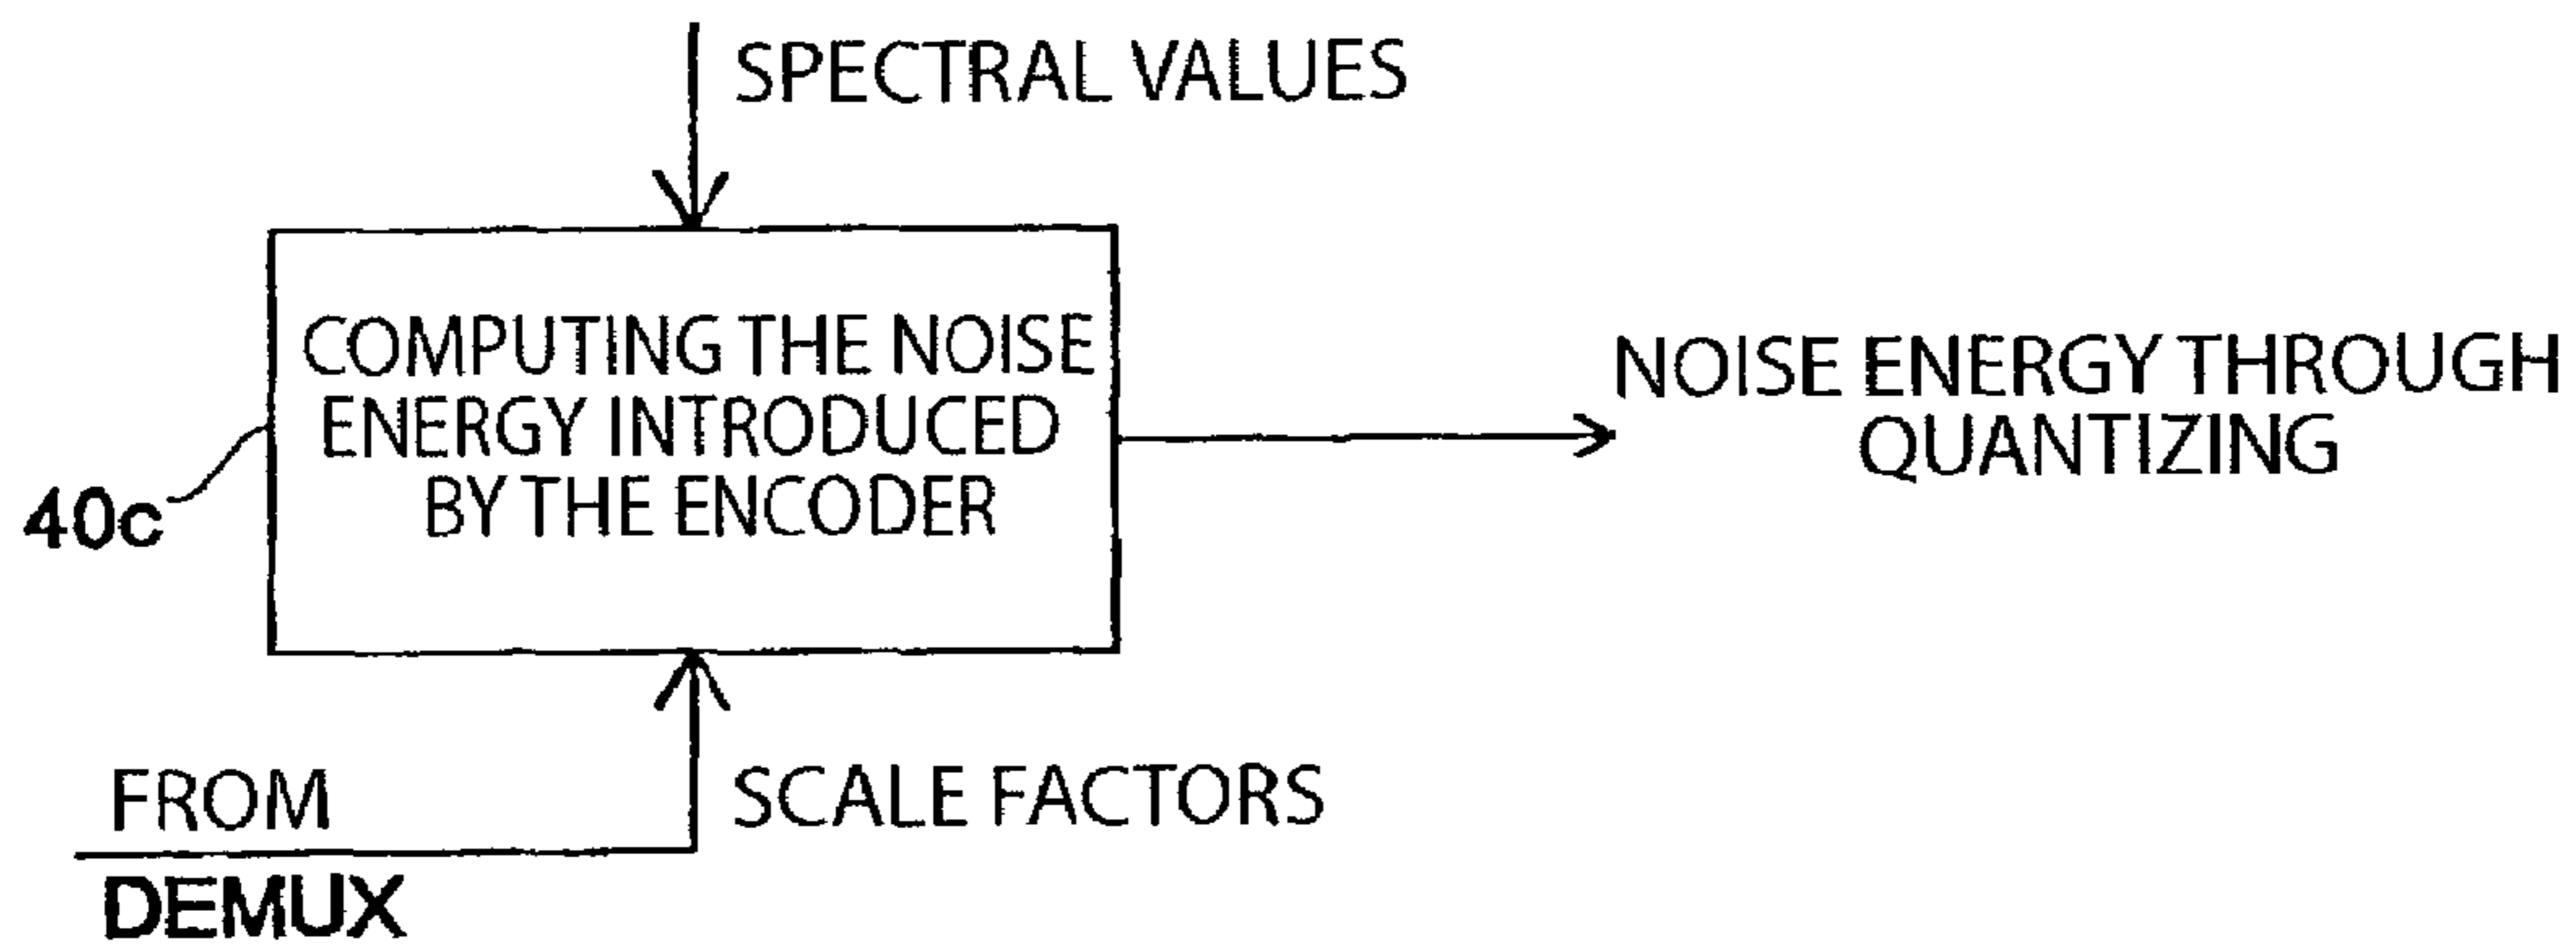 SPECTRAL VALUES
COMPUTING THE NOISE
ENERGY INTRODUCED
BY THE ENCODER
NOISE ENERGY THROUGH
QUANTIZING
40c
FROM
SCALE FACTORS
DEMUX